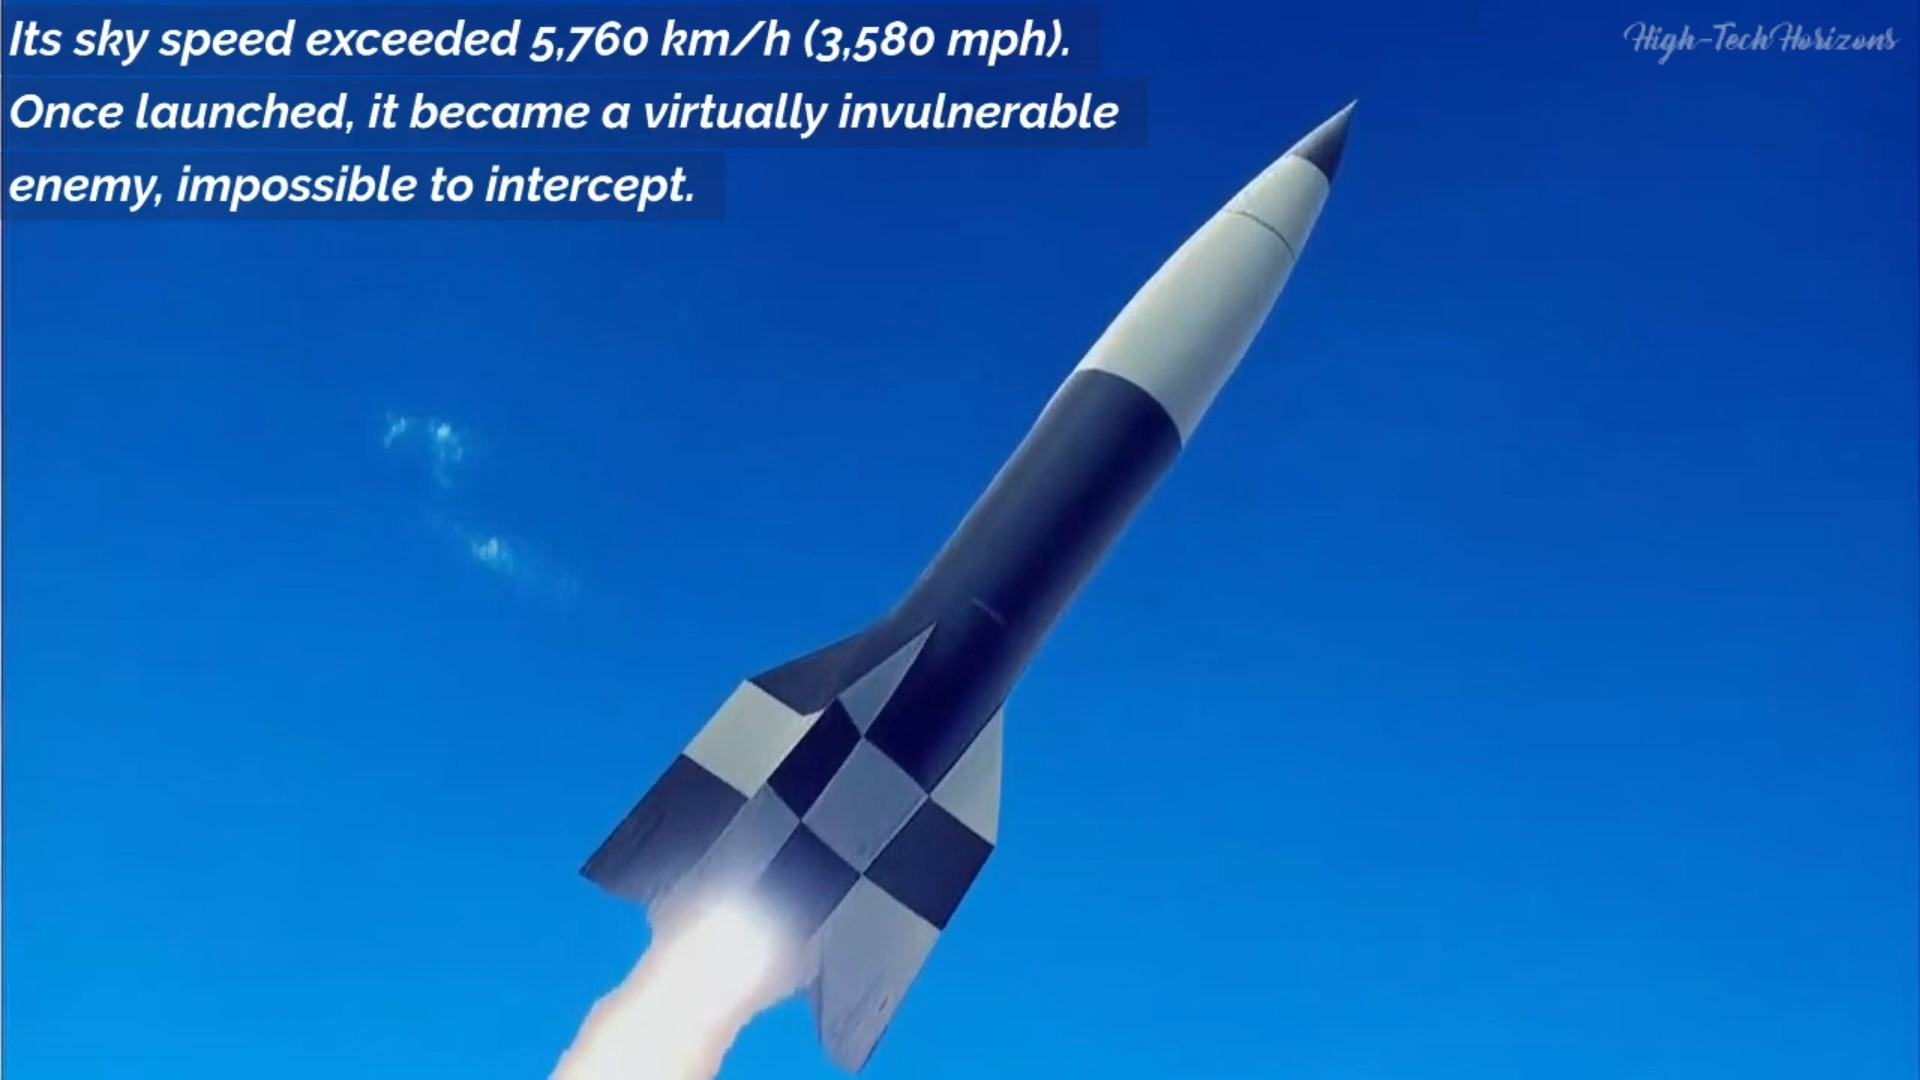 Its sky speed exceeded 5,760 km/h (3,580 mph).
Once launched, it became a virtually invulnerable
enemy, impossible to intercept.
High-Tech Horizons